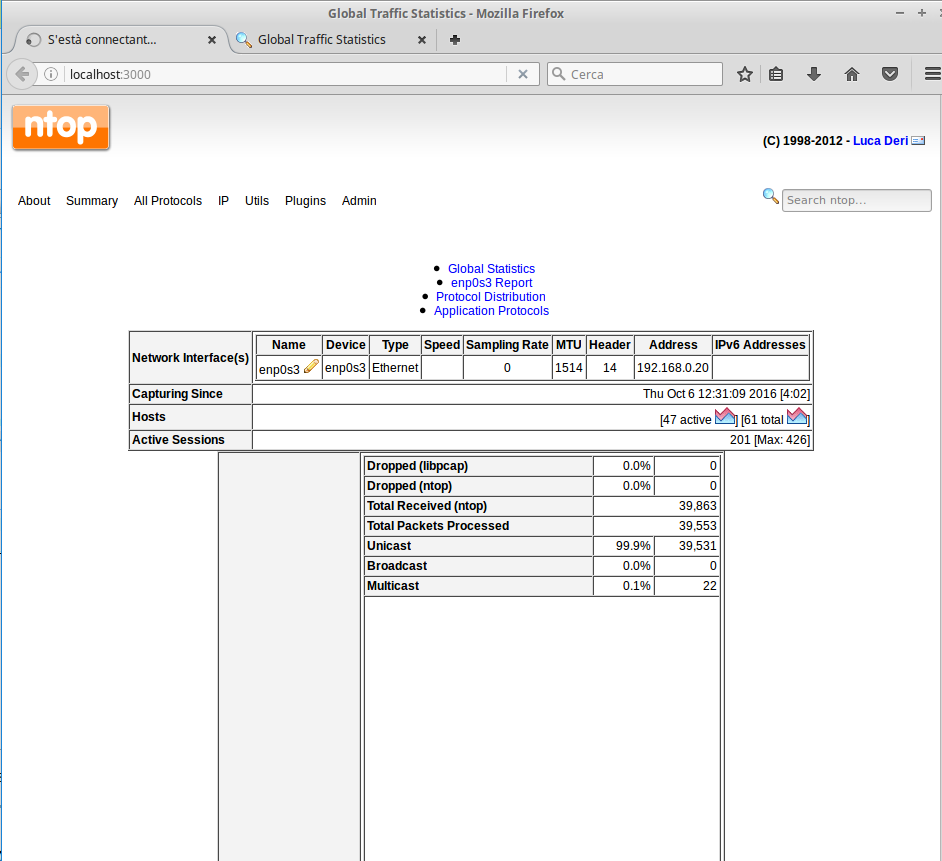 Global Traffic Statistics - Mozilla Firefox
S'està connectant...
Global Traffic Statistics
localhost:3000
Cerca
ntop
(C) 1998-2012 - Luca Deri
About Summary All Protocols IP Utils Plugins Admin
Search ntop...
Global Statistics
enp0s3 Report
Protocol Distribution
Application Protocols
Network Interface(s)
Name Device Type Speed Sampling Rate MTU Header Address IPv6 Addresses
enp0s3 enp0s3 Ethernet 0 1514 14 192.168.0.20
Capturing Since Thu Oct 6 12:31:09 2016 [4:02]
Hosts [47 active ] [61 total ]
Active Sessions 201 [Max: 426]
Dropped (libpcap) 0.0% 0
Dropped (ntop) 0.0% 0
Total Received (ntop) 39,863
Total Packets Processed 39,553
Unicast 99.9% 39,531
Broadcast 0.0% 0
Multicast 0.1% 22